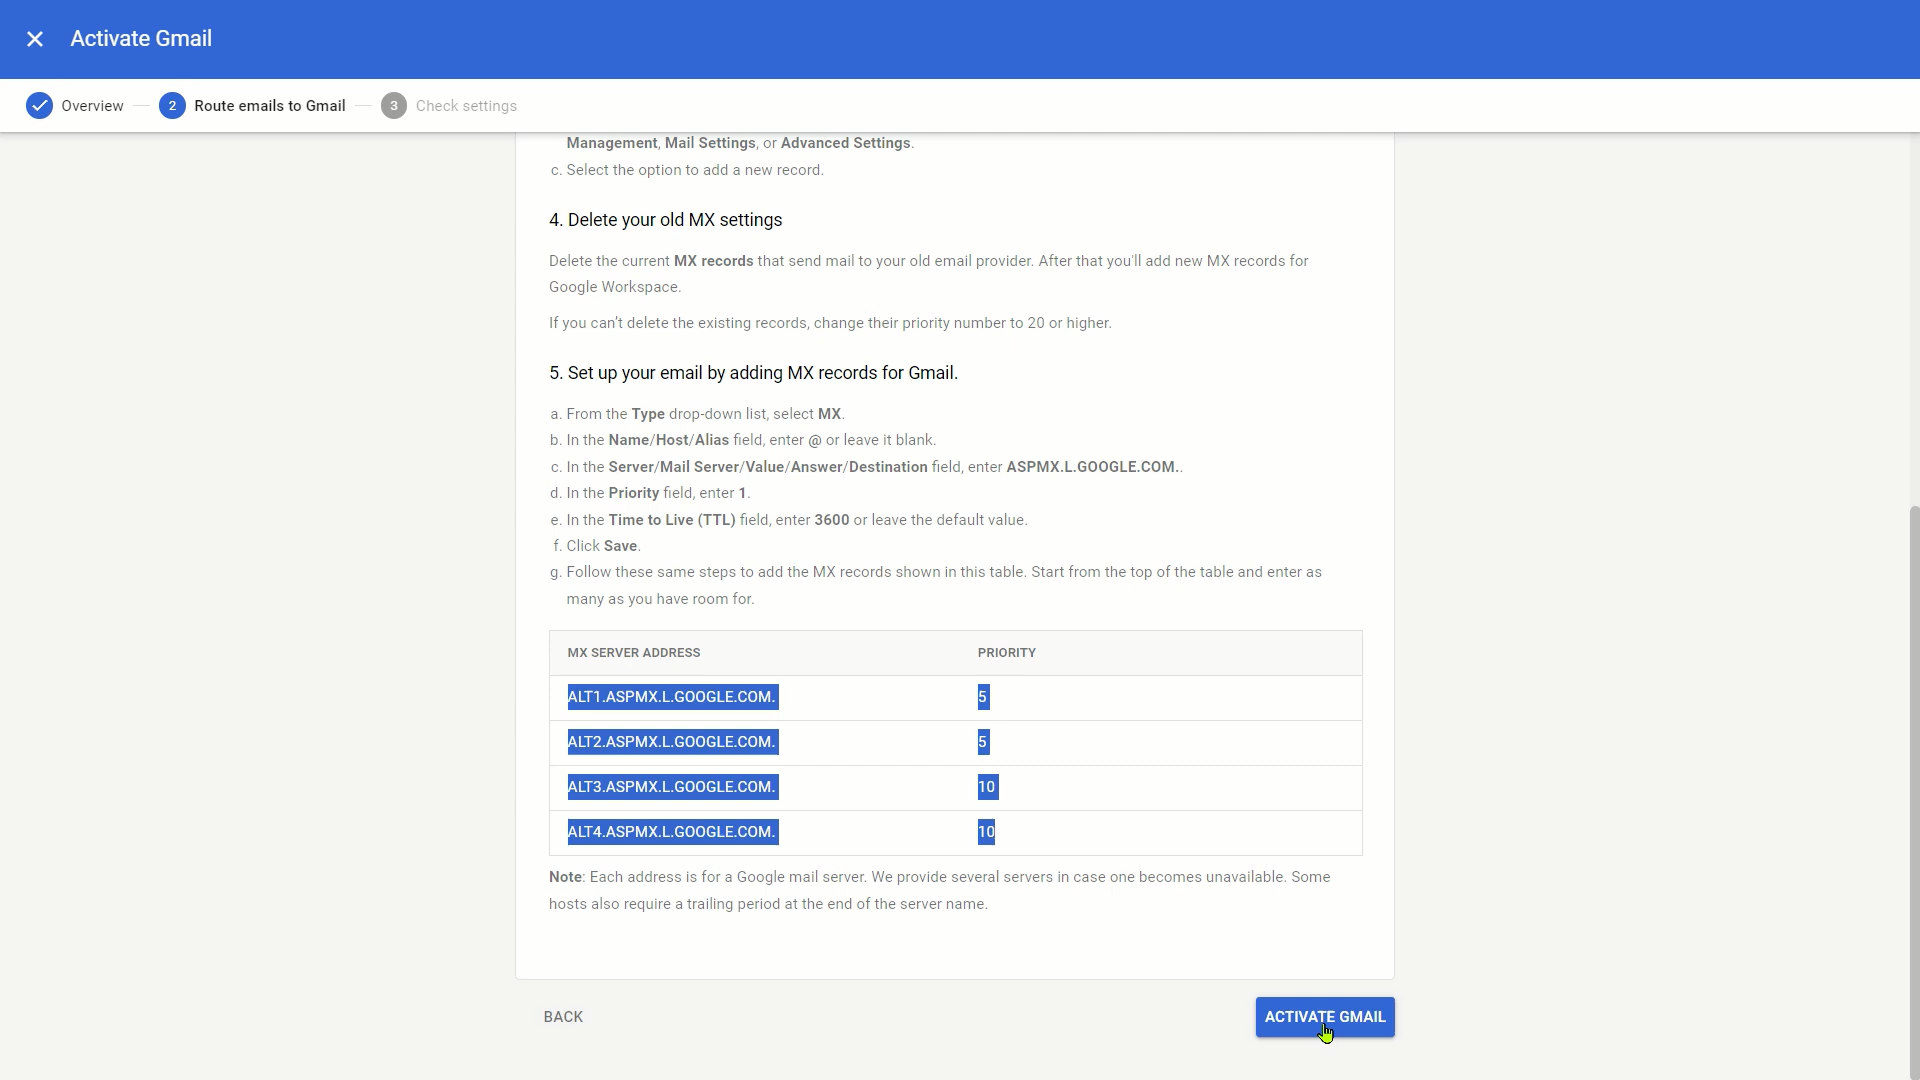 Activate Gmail
Overview
2 Route emails to Gmail
3 Check settings
Management, Mail Settings, or Advanced Settings.
c. Select the option to add a new record.
4. Delete your old MX settings
Delete the current MX records that send mail to your old email provider. After that you'll add new MX records for
Google Workspace.
If you can't delete the existing records, change their priority number to 20 or higher.
5. Set up your email by adding MX records for Gmail.
a. From the Type drop-down list, select MX.
b. In the Name/Host/Alias field, enter @ or leave it blank.
c. In the Server/Mail Server/Value/Answer/Destination field, enter ASPMX.L.GOOGLE.COM..
d. In the Priority field, enter 1.
e. In the Time to Live (TTL) field, enter 3600 or leave the default value.
f. Click Save.
g. Follow these same steps to add the MX records shown in this table. Start from the top of the table and enter as
many as you have room for.
MX SERVER ADDRESS PRIORITY
ALT1.ASPMX.L.GOOGLE.COM. 5
ALT2.ASPMX.L.GOOGLE.COM. 5
ALT3.ASPMX.L.GOOGLE.COM. 10
ALT4.ASPMX.L.GOOGLE.COM. 10
Note: Each address is for a Google mail server. We provide several servers in case one becomes unavailable. Some
hosts also require a trailing period at the end of the server name.
BACK
ACTIVATE GMAIL